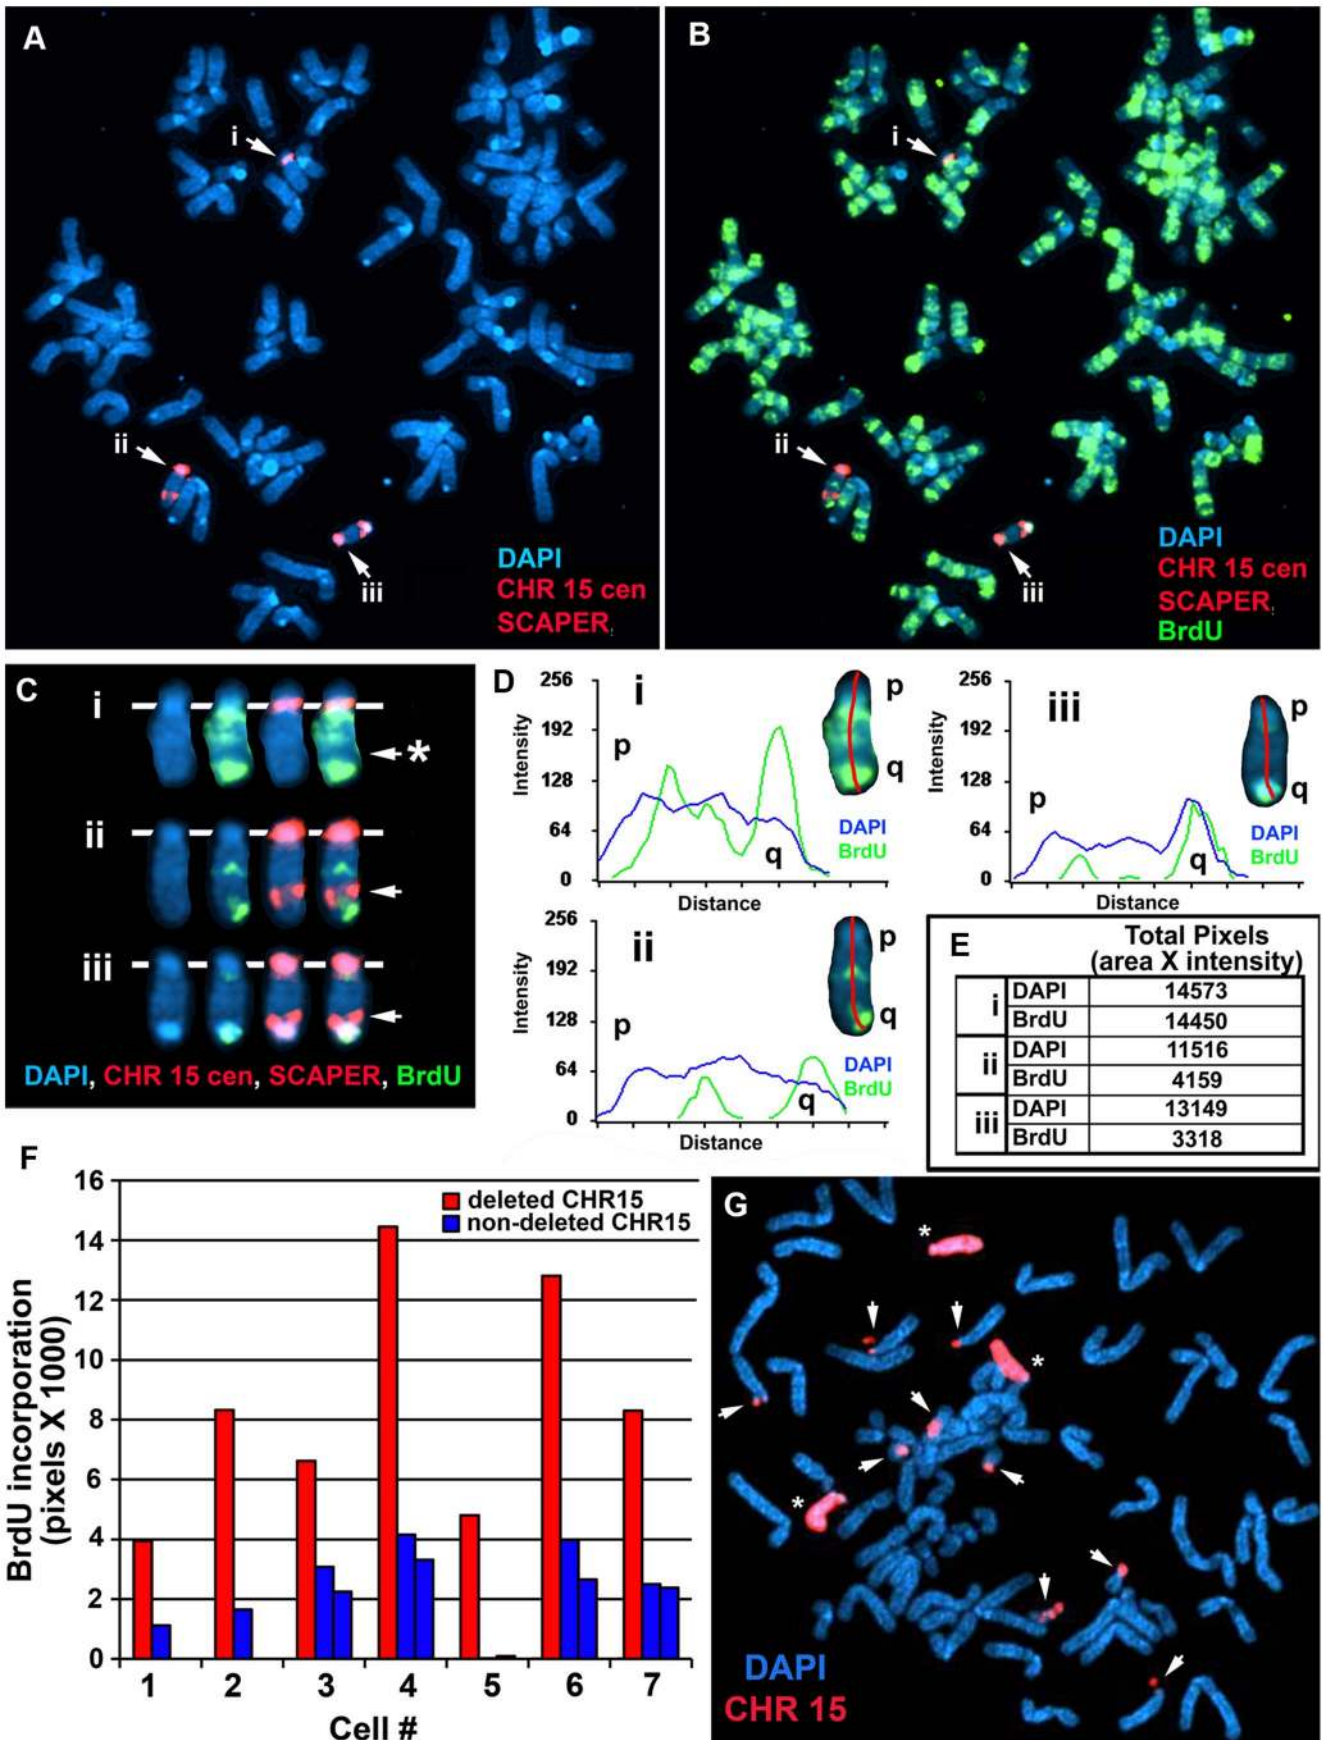 A
i
ii
iii
DAPI
CHR 15 cen
SCAPER
B
i
ii
iii
DAPI
CHR 15 cen
SCAPER
BrdU
C
i
*
ii
iii
DAPI, CHR 15 cen, SCAPER, BrdU
D
i
256
192
128
64
0
Intensity
p
q
p
q
DAPI
BrdU
Distance
iii
256
192
128
64
0
Intensity
p
q
p
q
DAPI
BrdU
Distance
ii
256
192
128
64
0
Intensity
p
q
p
q
DAPI
BrdU
Distance
E
Total Pixels
(area X intensity)
i DAPI 14573
BrdU 14450
ii DAPI 11516
BrdU 4159
iii DAPI 13149
BrdU 3318
F
deleted CHR15
non-deleted CHR15
16
14
12
10
8
6
4
2
0
BrdU incorporation
(pixels X 1000)
1 2 3 4 5 6 7
Cell #
G
*
*
*
DAPI
CHR 15